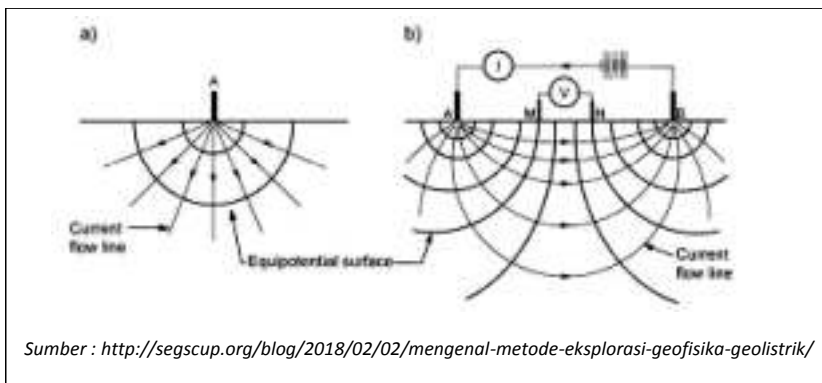 a)
b)
I
V
A
A
M
N
B
Current
flow line
Equipotential surface
Current
flow line
Sumber : http://segscup.org/blog/2018/02/02/mengenal-metode-eksplorasi-geofisika-geolistrik/